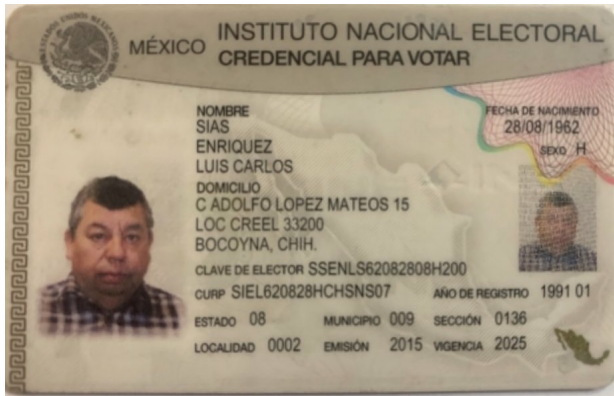 MÉXICO
INSTITUTO NACIONAL ELECTORAL
CREDENCIAL PARA VOTAR
NOMBRE
SIAS
ENRIQUEZ
LUIS CARLOS
FECHA DE NACIMIENTO
28/08/1962
SEXO H
DOMICILIO
C ADOLFO LOPEZ MATEOS 15
LOC CREEL 33200
BOCOYNA, CHIH.
CLAVE DE ELECTOR SSENLS62082808H200
CURP SIEL620828HCHSNS07 AÑO DE REGISTRO 1991 01
ESTADO 08 MUNICIPIO 009 SECCIÓN 0136
LOCALIDAD 0002 EMISIÓN 2015 VIGENCIA 2025